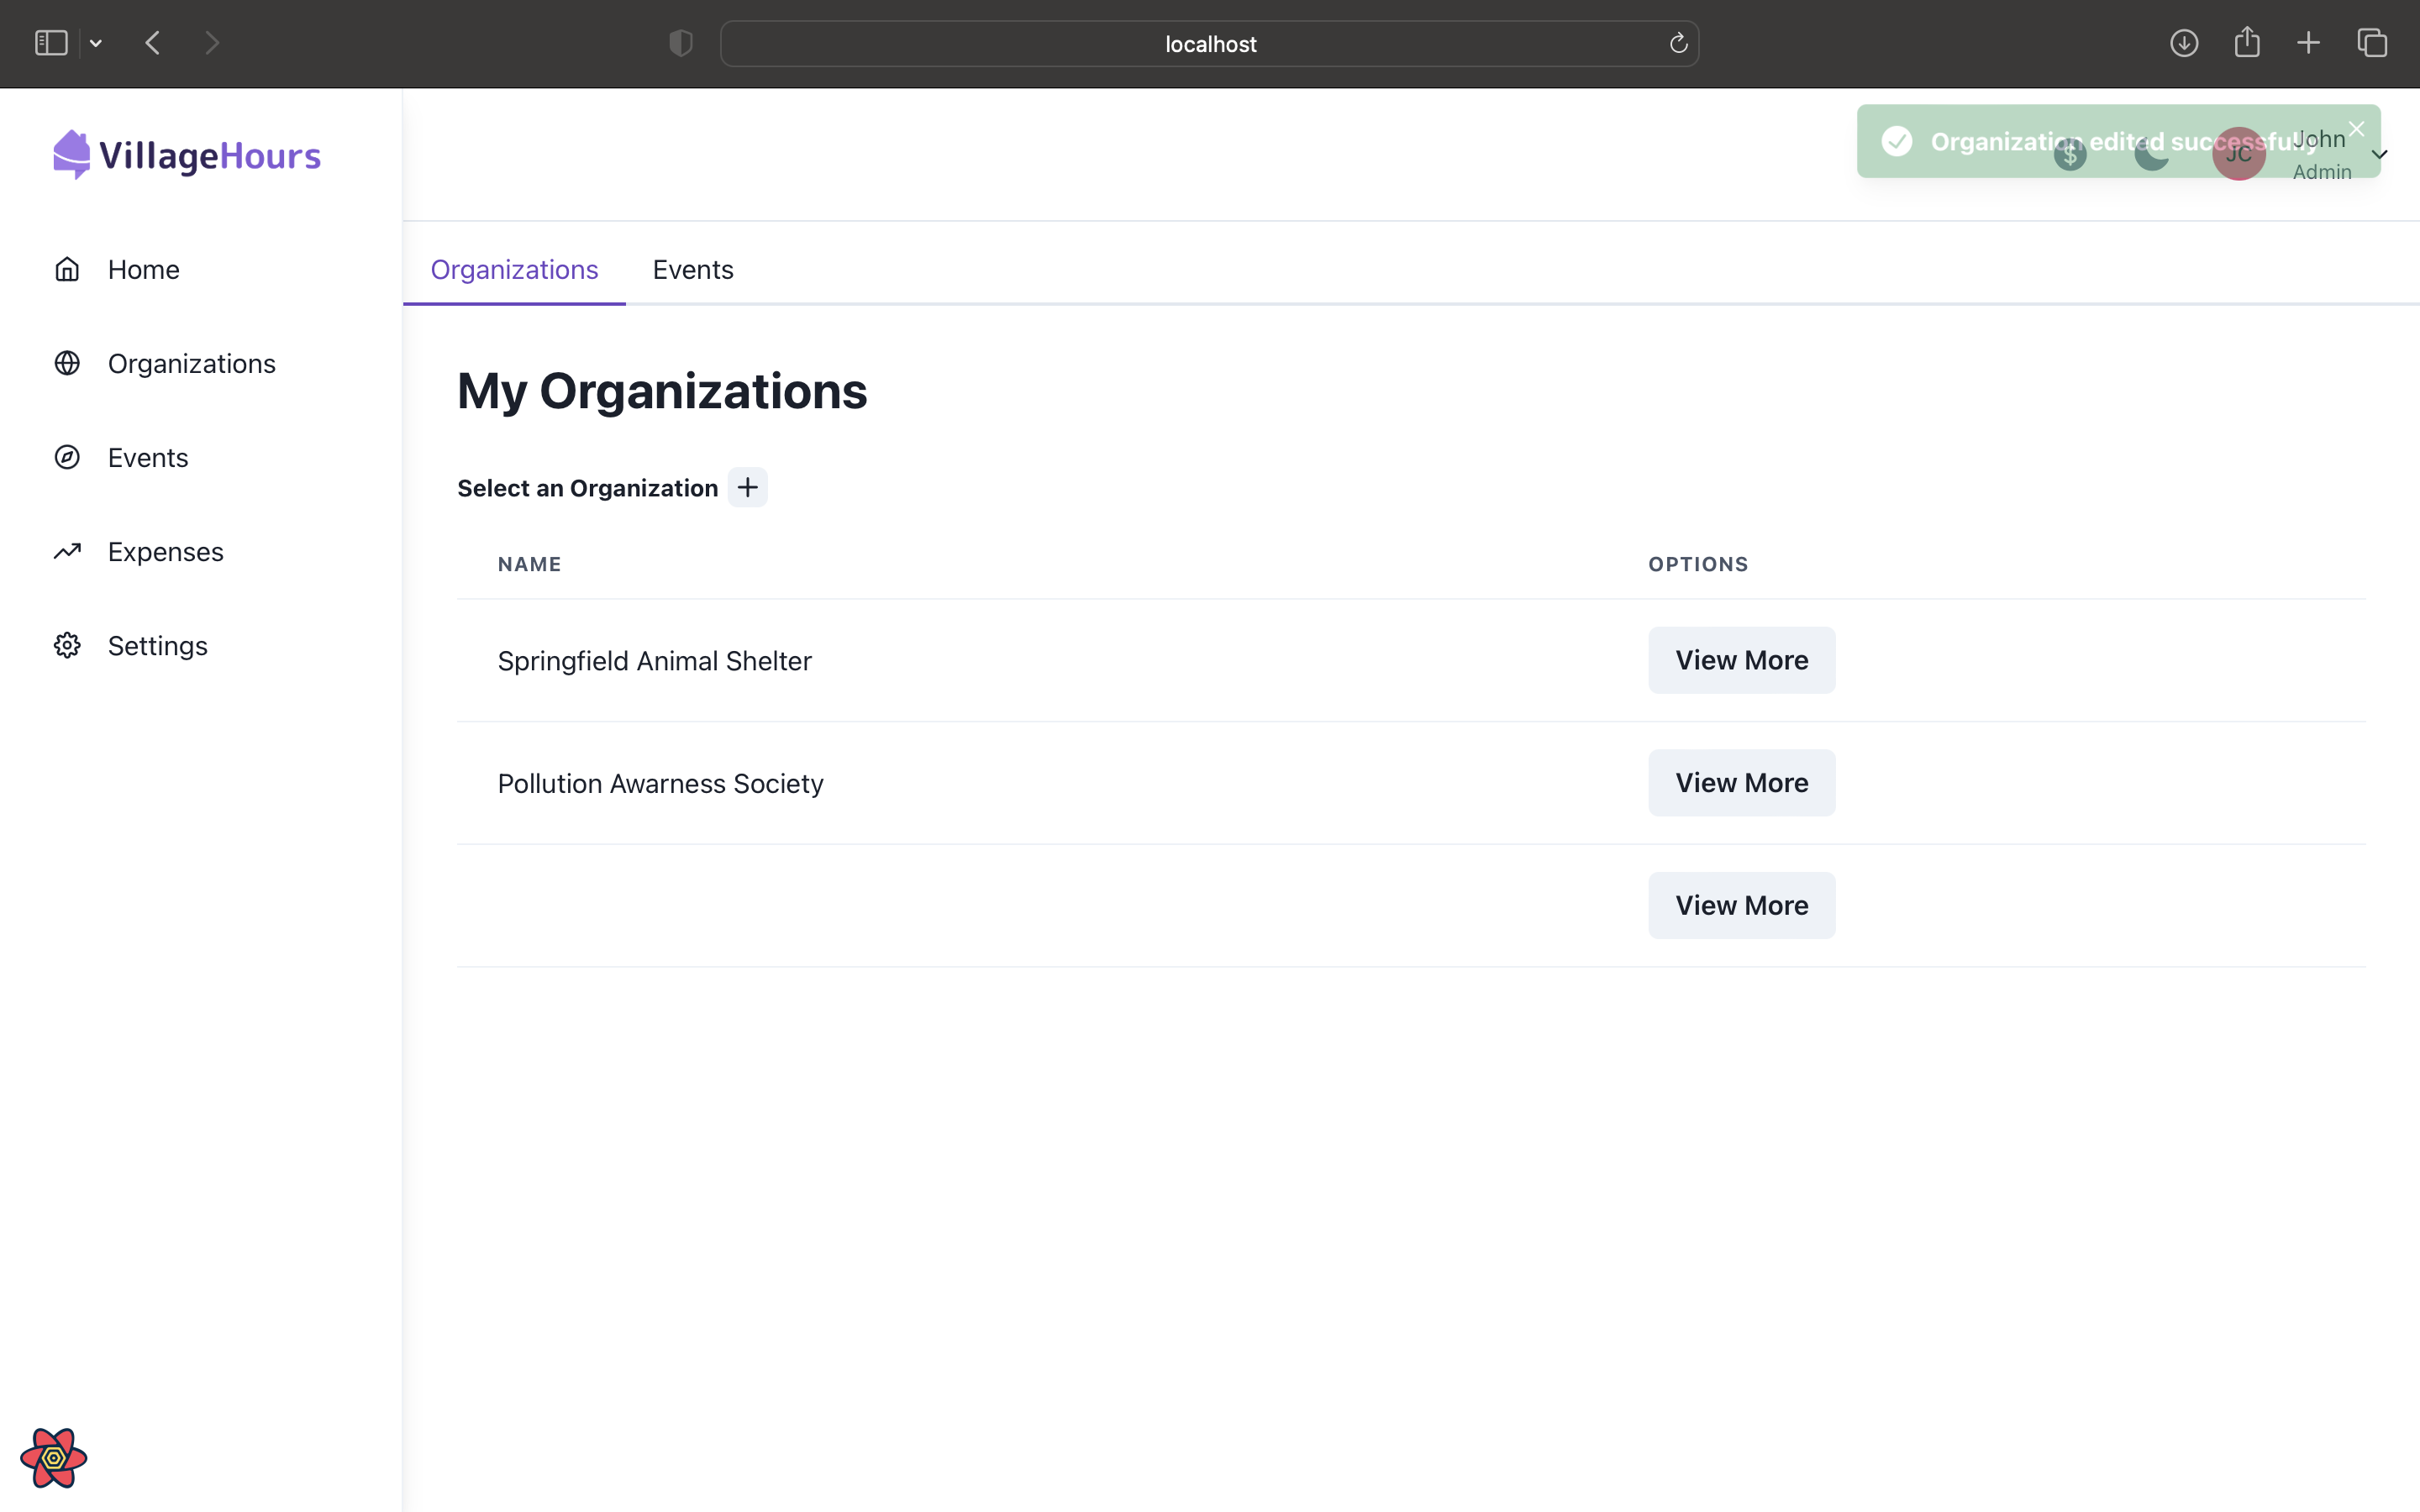 localhost
VillageHours
Organization edited successfully
$
JC
John
Admin
Home
Organizations
Events
Expenses
Settings
Organizations Events
My Organizations
Select an Organization +
NAME OPTIONS
Springfield Animal Shelter View More
Pollution Awarness Society View More
View More